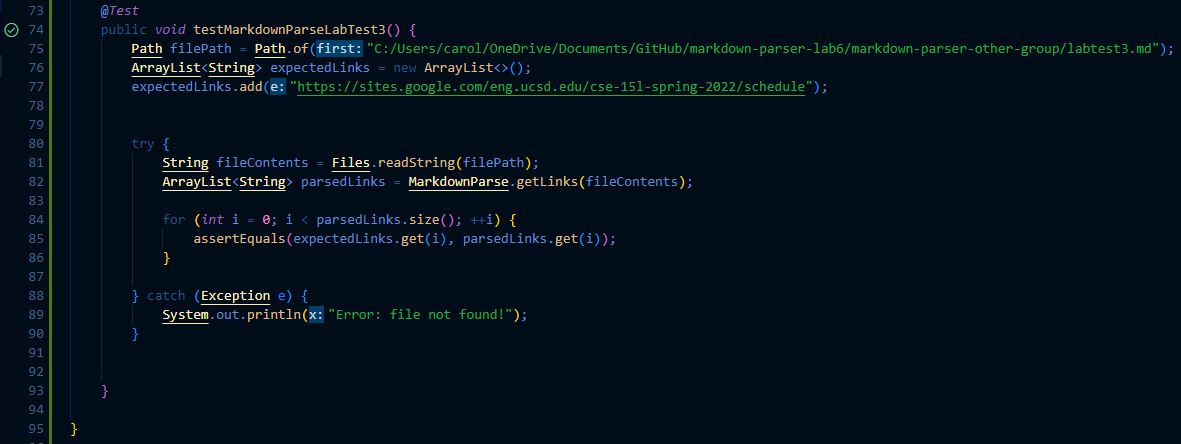 73 @Test
74 public void testMarkdownParseLabTest3() {
75 Path filePath = Path.of(first: "C:/Users/carol/OneDrive/Documents/GitHub/markdown-parser-lab6/markdown-parser-other-group/labtest3.md");
76 ArrayList<String> expectedLinks = new ArrayList<>();
77 expectedLinks.add(e: "https://sites.google.com/eng.ucsd.edu/cse-15l-spring-2022/schedule");
78
79
80 try {
81 String fileContents = Files.readString(filePath);
82 ArrayList<String> parsedLinks = MarkdownParse.getLinks(fileContents);
83
84 for (int i = 0; i < parsedLinks.size(); ++i) {
85 assertEquals(expectedLinks.get(i), parsedLinks.get(i));
86 }
87
88 } catch (Exception e) {
89 System.out.println(x: "Error: file not found!");
90 }
91
92
93 }
94
95 }